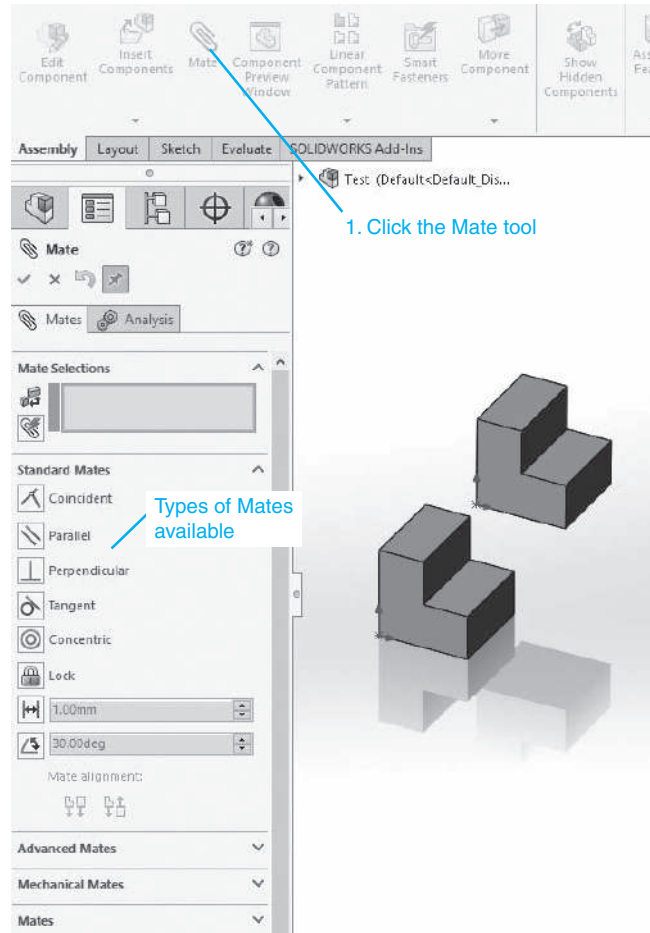 Edit
Component
Insert
Components
Mate
Component
Preview
Window
Linear
Component
Pattern
Smart
Fasteners
More
Component
Show
Hidden
Components
Assembly Layout Sketch Evaluate SOLIDWORKS Add-Ins
Test (Default<Default_Dis...
1. Click the Mate tool
Mate
Mates Analysis
Mate Selections
Standard Mates
Coincident
Types of Mates
available
Parallel
Perpendicular
Tangent
Concentric
Lock
1.00mm
30.00deg
Mate alignment:
Advanced Mates
Mechanical Mates
Mates